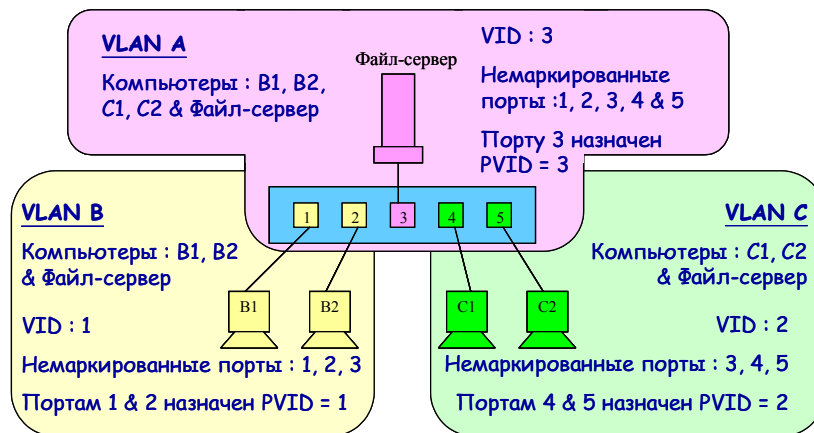 VLAN A
Компьютеры : B1, B2,
C1, C2 & Файл-сервер
Файл-сервер
VID : 3
Немаркированные
порты :1, 2, 3, 4 & 5
Порту 3 назначен
PVID = 3
1 2 3 4 5
VLAN B
Компьютеры : B1, B2
& Файл-сервер
VID : 1
Немаркированные порты : 1, 2, 3
Портам 1 & 2 назначен PVID = 1
B1 B2 C1 C2
VLAN C
Компьютеры : C1, C2
& Файл-сервер
VID : 2
Немаркированные порты : 3, 4, 5
Портам 4 & 5 назначен PVID = 2